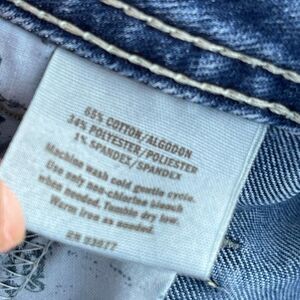 65% COTTON/ALGODON
34% POLYESTER/POLIESTER
1% SPANDEX/SPANDEX
Machine wash cold gentle cycle.
Use only non-chlorine bleach
when needed. Tumble dry low.
Warm iron as needed.
RN 53977